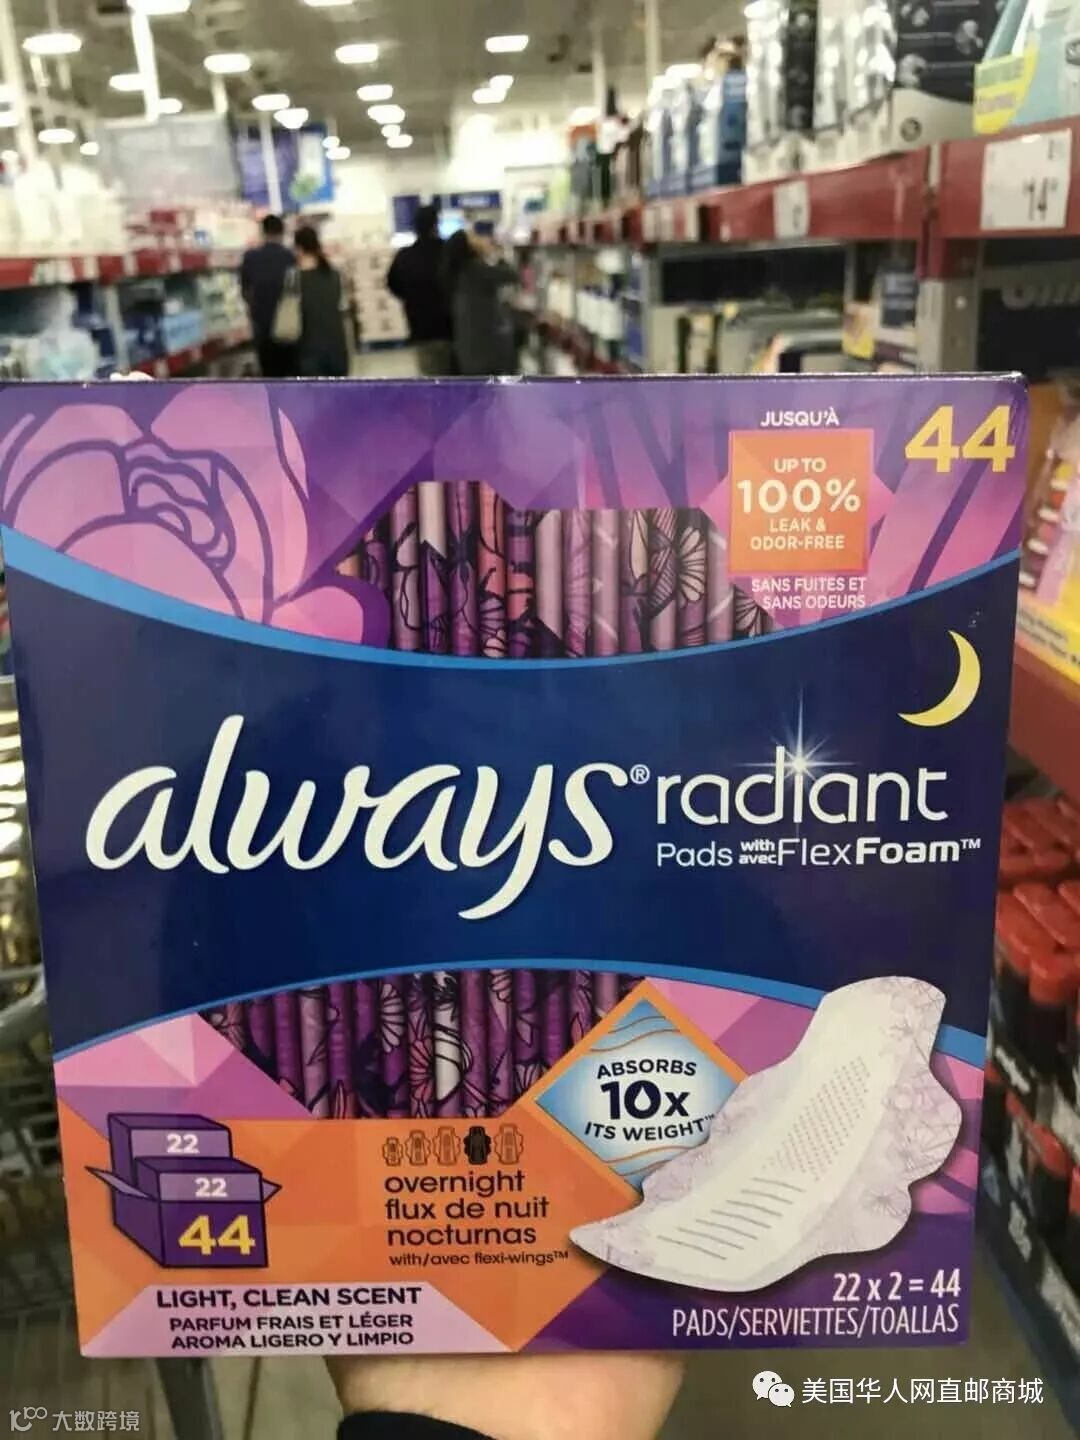 14
JUSQU'À
44
UP TO
100%
LEAK &
ODOR-FREE
SANS FUITES ET
SANS ODEURS
always® radiant
Pads with avec FlexFoam™
ABSORBS
10x
ITS WEIGHT™
22
22
44
overnight
flux de nuit
nocturnas
with/avec flexi-wings™
LIGHT, CLEAN SCENT
PARFUM FRAIS ET LÉGER
AROMA LIGERO Y LIMPIO
22 x 2 = 44
PADS/SERVIETTES/TOALLAS
美国华人网直邮商城
大数跨境